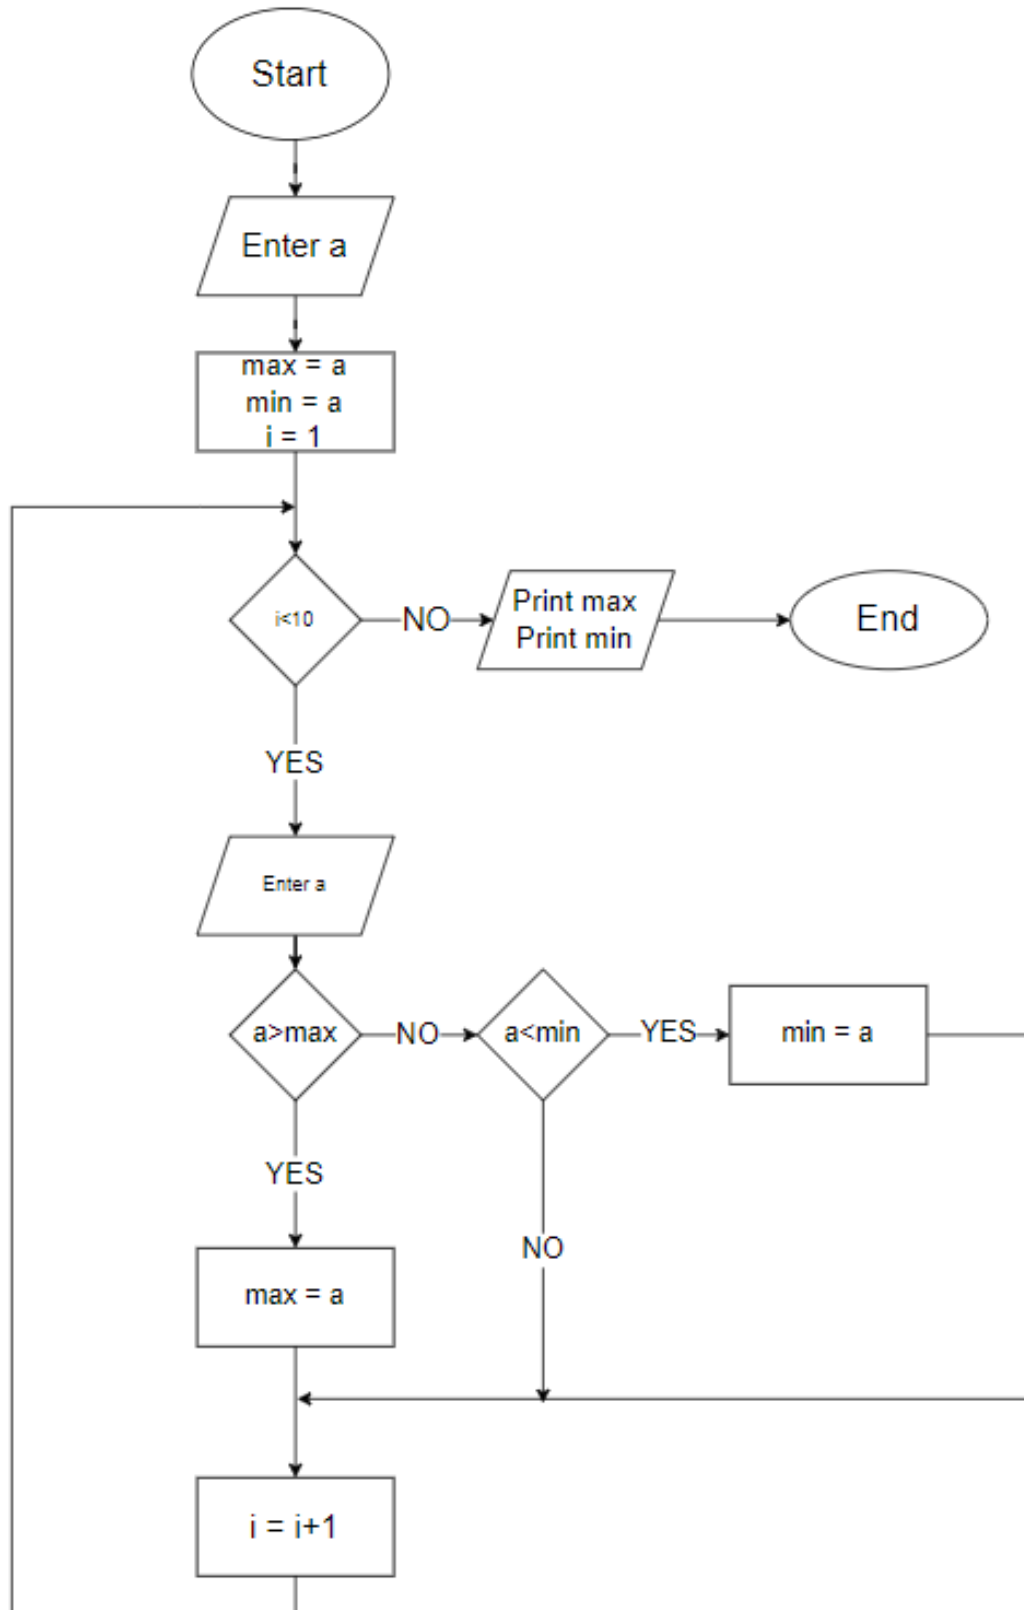 Start
Enter a
max = a
min = a
i = 1
i<10
NO
Print max
Print min
End
YES
Enter a
a>max
NO
a<min
YES
min = a
YES
NO
max = a
i = i+1